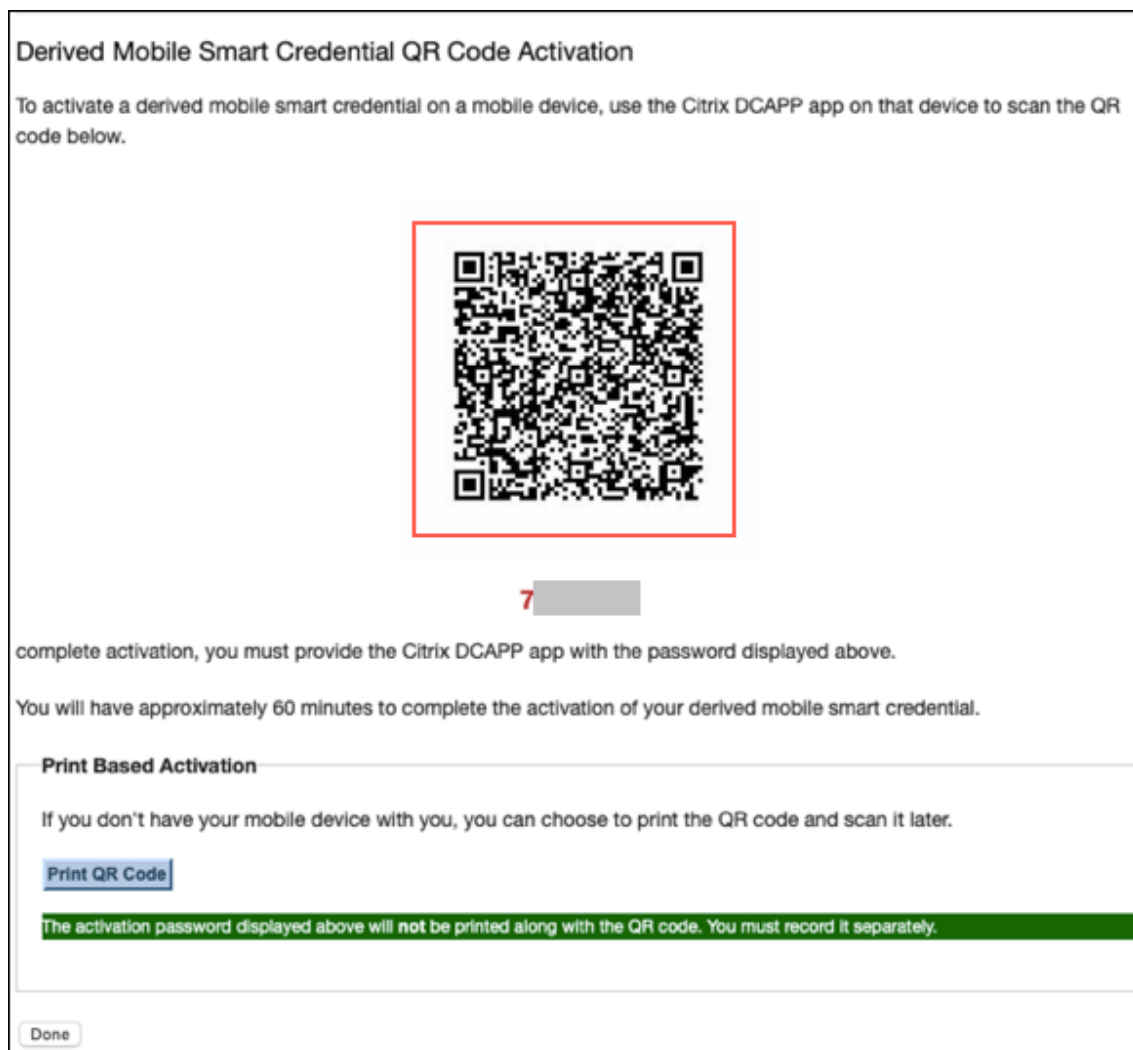 Derived Mobile Smart Credential QR Code Activation
To activate a derived mobile smart credential on a mobile device, use the Citrix DCAPP app on that device to scan the QR
code below.
7
complete activation, you must provide the Citrix DCAPP app with the password displayed above.
You will have approximately 60 minutes to complete the activation of your derived mobile smart credential.
Print Based Activation
If you don't have your mobile device with you, you can choose to print the QR code and scan it later.
Print QR Code
The activation password displayed above will not be printed along with the QR code. You must record it separately.
Done